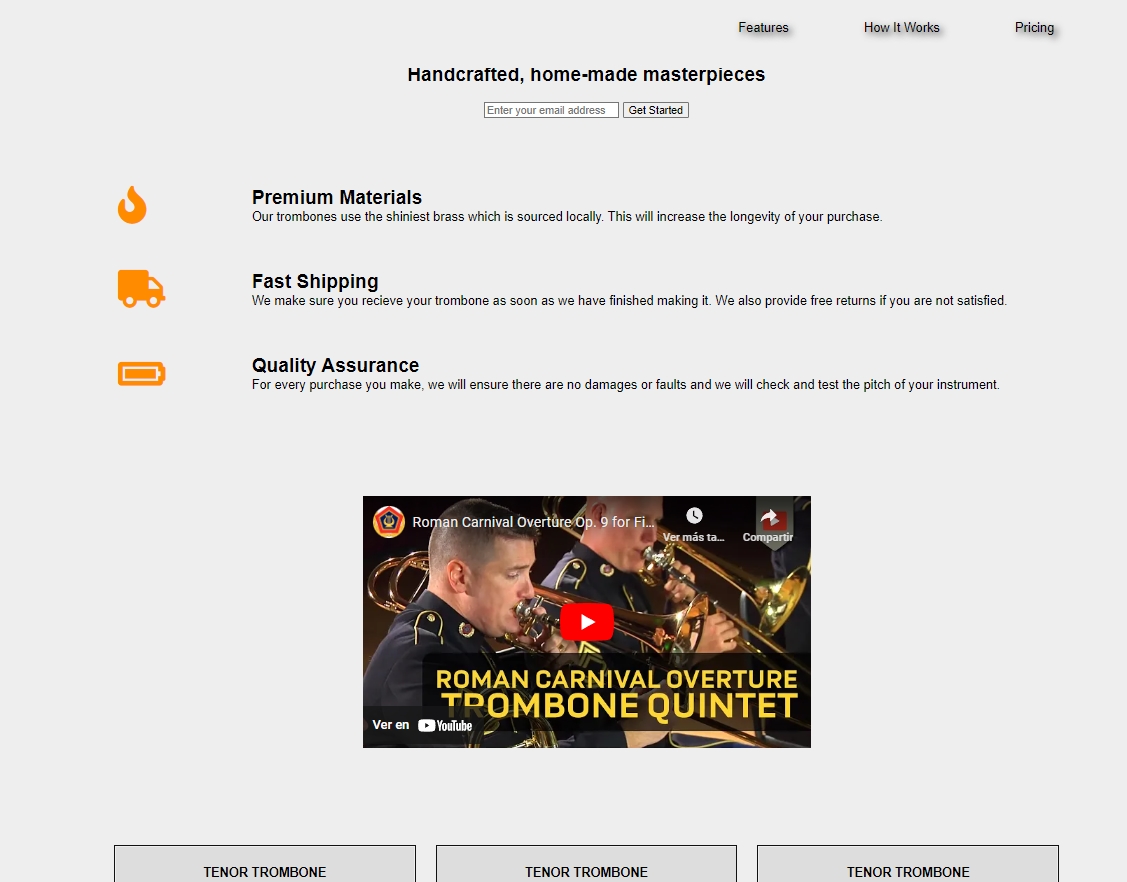 Features How It Works Pricing
Handcrafted, home-made masterpieces
Enter your email address Get Started
Premium Materials
Our trombones use the shiniest brass which is sourced locally. This will increase the longevity of your purchase.
Fast Shipping
We make sure you recieve your trombone as soon as we have finished making it. We also provide free returns if you are not satisfied.
Quality Assurance
For every purchase you make, we will ensure there are no damages or faults and we will check and test the pitch of your instrument.
Roman Carnival Overture Op. 9 for Fi...
Ver más ta... Compartir
ROMAN CARNIVAL OVERTURE
TROMBONE QUINTET
Ver en YouTube
TENOR TROMBONE TENOR TROMBONE TENOR TROMBONE